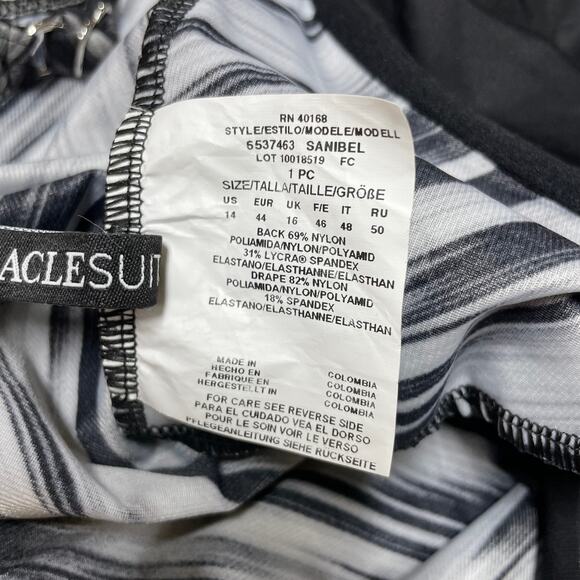 RN 40168
STYLE/ESTILO/MODELE/MODELL
6537463 SANIBEL
LOT 10018519 FC
1 PC
SIZE/TALLA/TAILLE/GRÖßE
US EUR UK F/E IT RU
14 44 16 46 48 50
BACK 69% NYLON
POLIAMIDA/NYLON/POLYAMID
31% LYCRA® SPANDEX
ELASTANO/ELASTHANNE/ELASTHAN
DRAPE 82% NYLON
POLIAMIDA/NYLON/POLYAMID
18% SPANDEX
ELASTANO/ELASTHANNE/ELASTHAN
MADE IN COLOMBIA
HECHO EN COLOMBIA
FABRIQUE EN COLOMBIA
HERGESTELLT IN COLOMBIA
FOR CARE SEE REVERSE SIDE
PARA EL CUIDADO VEA EL DORSO
POUR LE SOIN VOIR LE VERSO
PFLEGEANLEITUNG SIEHE RÜCKSEITE
ACLESUIT